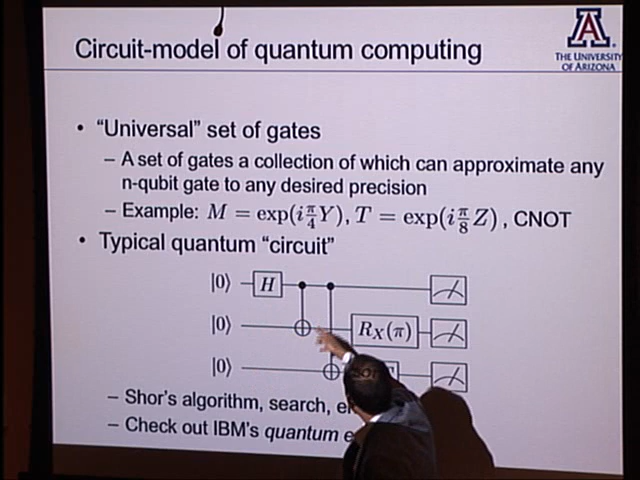 Circuit-model of quantum computing
A
THE UNIVERSITY
OF ARIZONA
• “Universal” set of gates
– A set of gates a collection of which can approximate any
n-qubit gate to any desired precision
– Example: M = exp(i π/4 Y), T = exp(i π/8 Z) , CNOT
• Typical quantum “circuit”
|0⟩ H
|0⟩ R_X(π)
|0⟩
– Shor’s algorithm, search,
– Check out IBM’s quantum